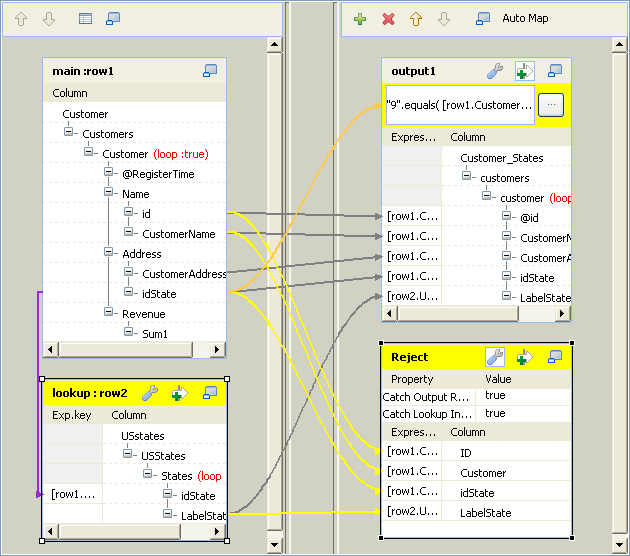 Auto Map
main :row1
Column
Customer
Customers
Customer (loop :true)
@RegisterTime
Name
id
CustomerName
Address
CustomerAddress
idState
Revenue
Sum1
lookup : row2
Exp.key Column
USstates
USStates
States (loop
[row1.... idState
LabelStat
output1
"9".equals( [row1.Customer... ...
Expres... Column
Customer_States
customers
customer (loo
[row1.C... @id
[row1.C... CustomerN
[row1.C... CustomerA
[row1.C... idState
[row2.U... LabelState
Reject
Property Value
Catch Output R... true
Catch Lookup In... true
Expres... Column
[row1.C... ID
[row1.C... Customer
[row1.C... idState
[row2.U... LabelState